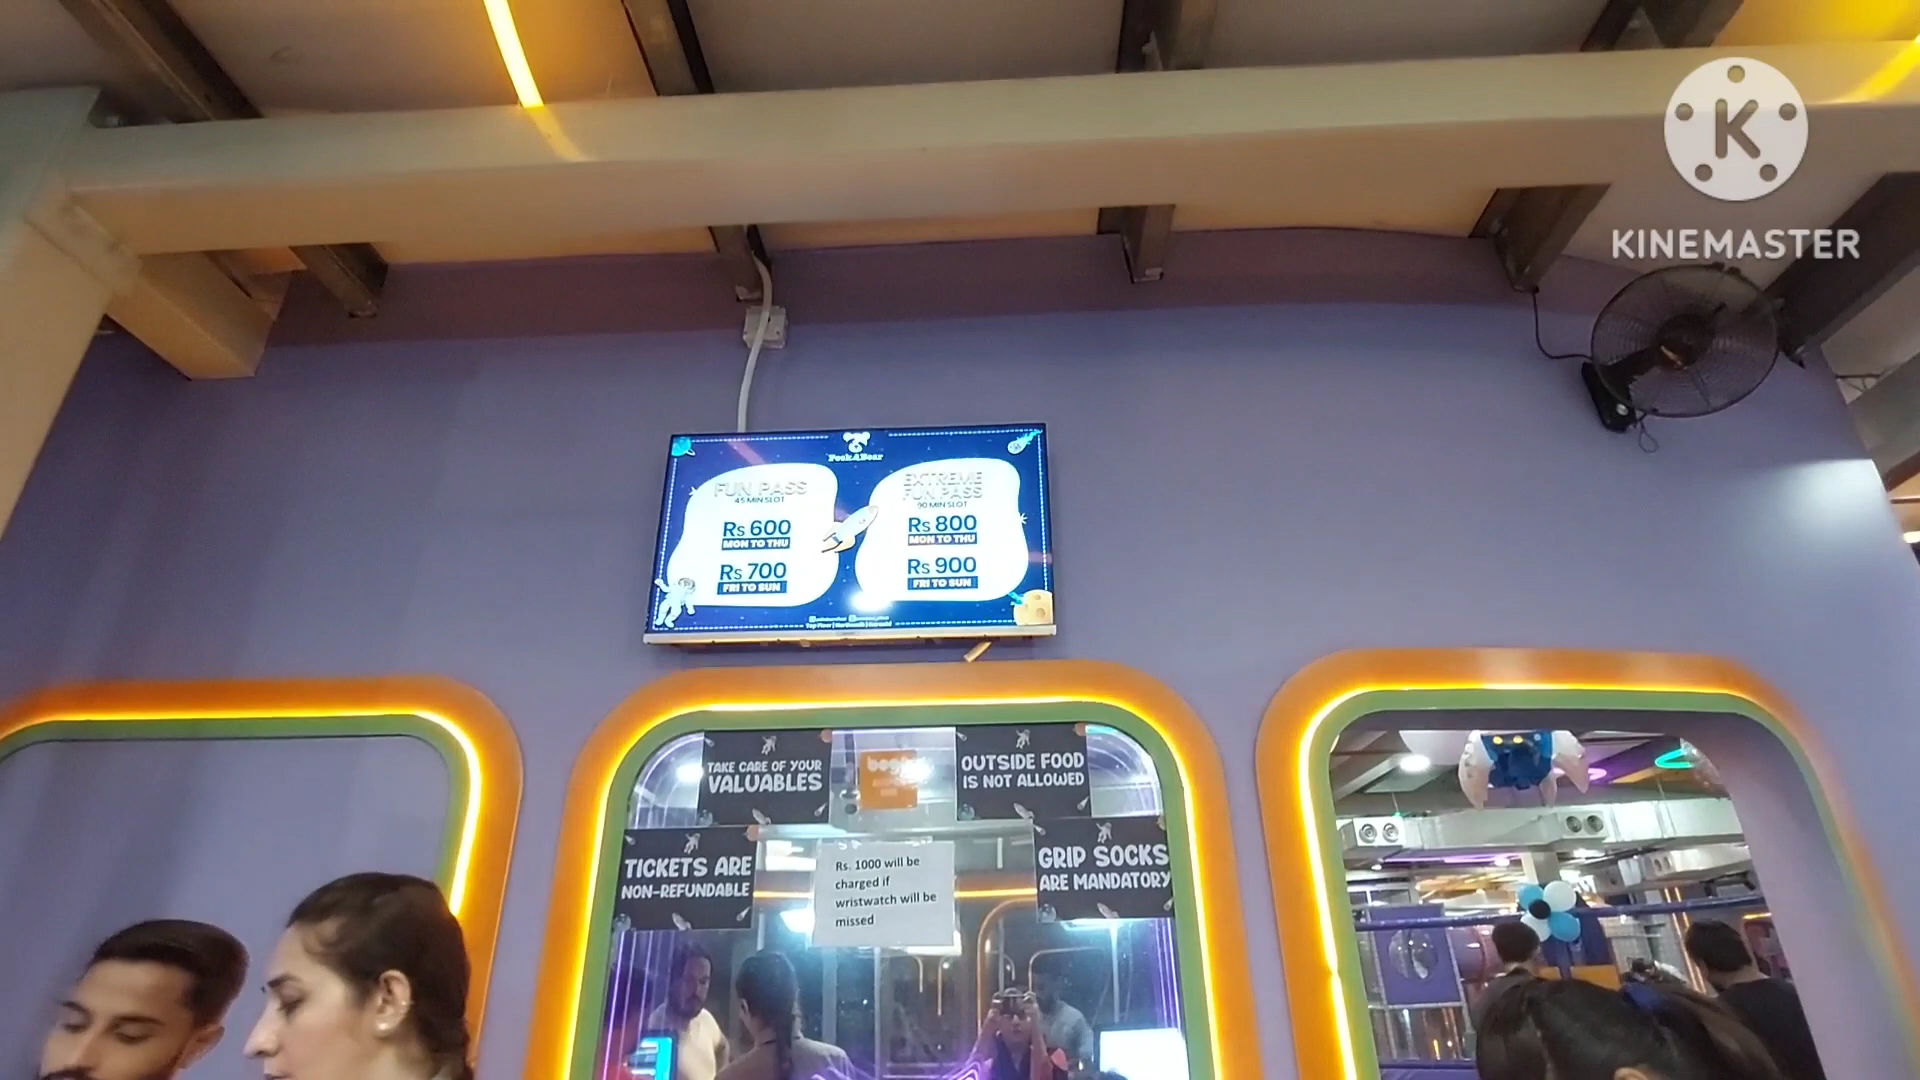 K
KINEMASTER
PeekABear
FUN PASS
45 MIN SLOT
Rs 600
MON TO THU
Rs 700
FRI TO SUN
EXTREME
FUN PASS
90 MIN SLOT
Rs 800
MON TO THU
Rs 900
FRI TO SUN
TAKE CARE OF YOUR
VALUABLES
OUTSIDE FOOD
IS NOT ALLOWED
TICKETS ARE
NON-REFUNDABLE
Rs. 1000 will be
charged if
wristwatch will be
missed
GRIP SOCKS
ARE MANDATORY